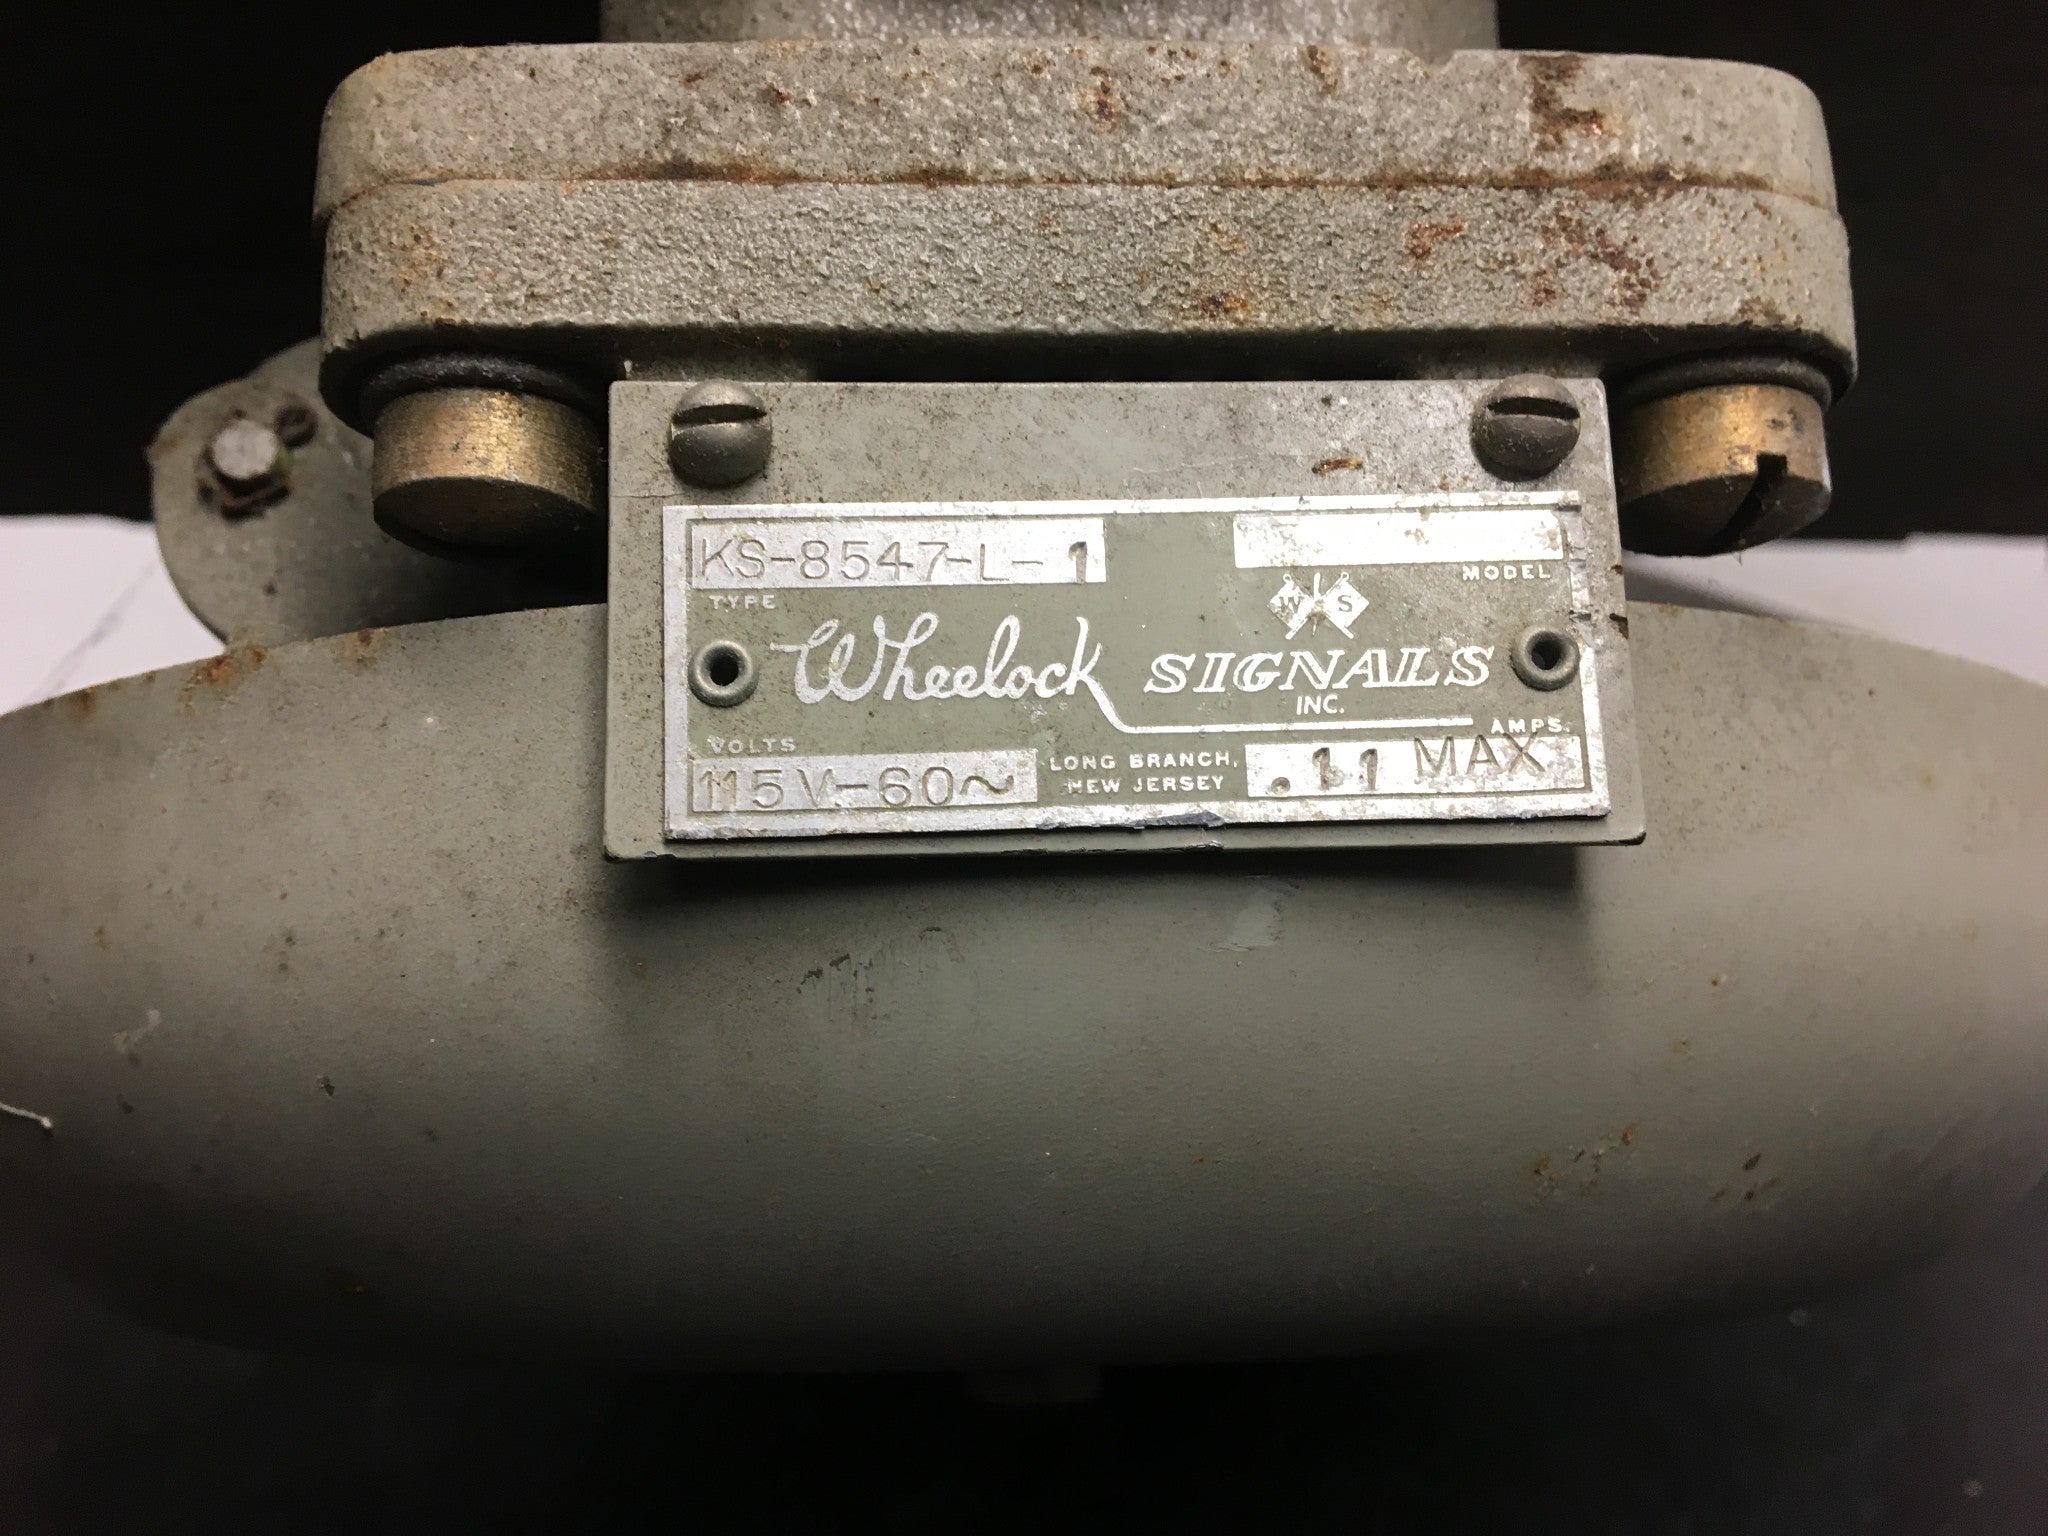 KS-8547-L-1
TYPE
MODEL
W S
Wheelock SIGNALS
INC.
VOLTS
115V-60~
LONG BRANCH,
NEW JERSEY
AMPS.
.11 MAX